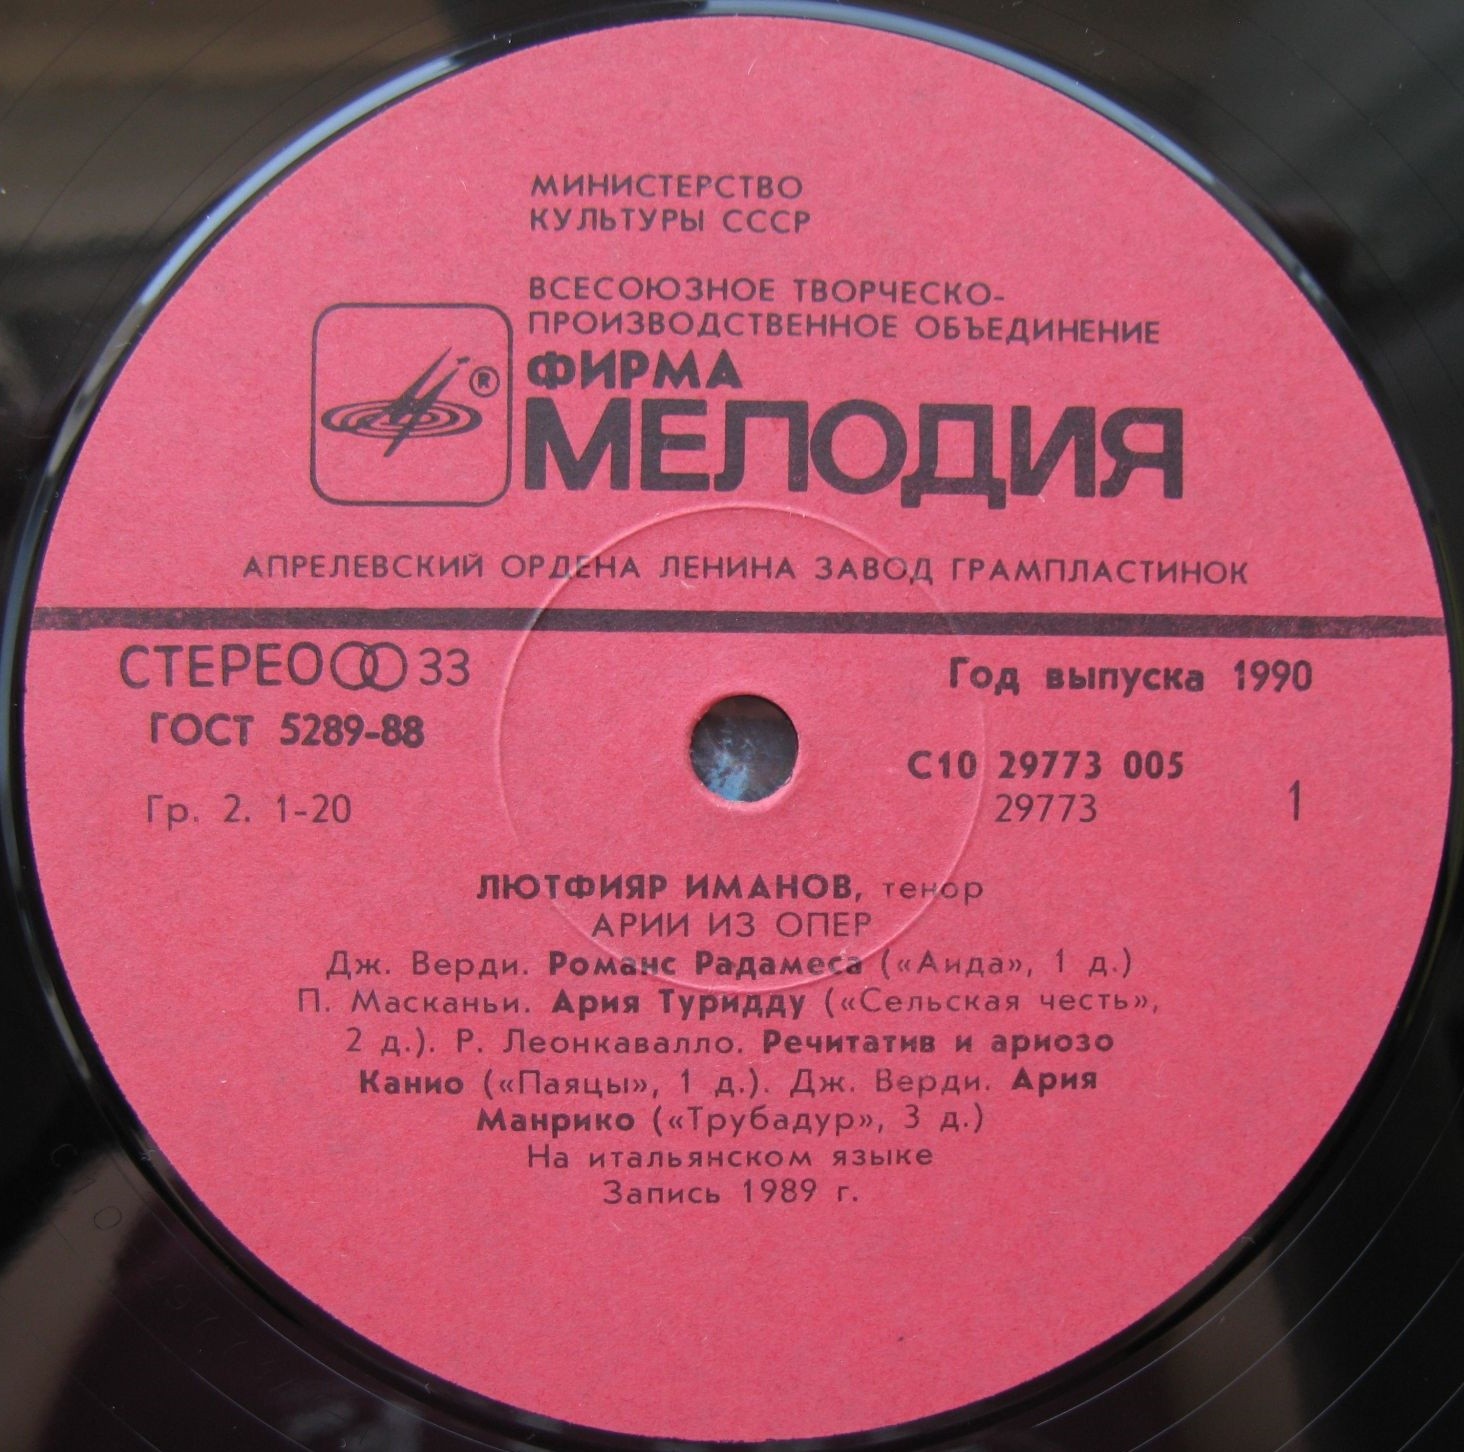 МИНИСТЕРСТВО
КУЛЬТУРЫ СССР
ВСЕСОЮЗНОЕ ТВОРЧЕСКО-
ПРОИЗВОДСТВЕННОЕ ОБЪЕДИНЕНИЕ
ФИРМА
®
МЕЛОДИЯ
АПРЕЛЕВСКИЙ ОРДЕНА ЛЕНИНА ЗАВОД ГРАМПЛАСТИНОК
СТЕРЕО 33
Год выпуска 1990
ГОСТ 5289-88
С10 29773 005
Гр. 2. 1-20
29773
1
ЛЮТФИЯР ИМАНОВ, тенор
АРИИ ИЗ ОПЕР
Дж. Верди. Романс Радамеса («Аида», 1 д.)
П. Масканьи. Ария Туридду («Сельская честь»,
2 д.). Р. Леонкавалло. Речитатив и ариозо
Канио («Паяцы», 1 д.). Дж. Верди. Ария
Манрико («Трубадур», 3 д.)
На итальянском языке
Запись 1989 г.